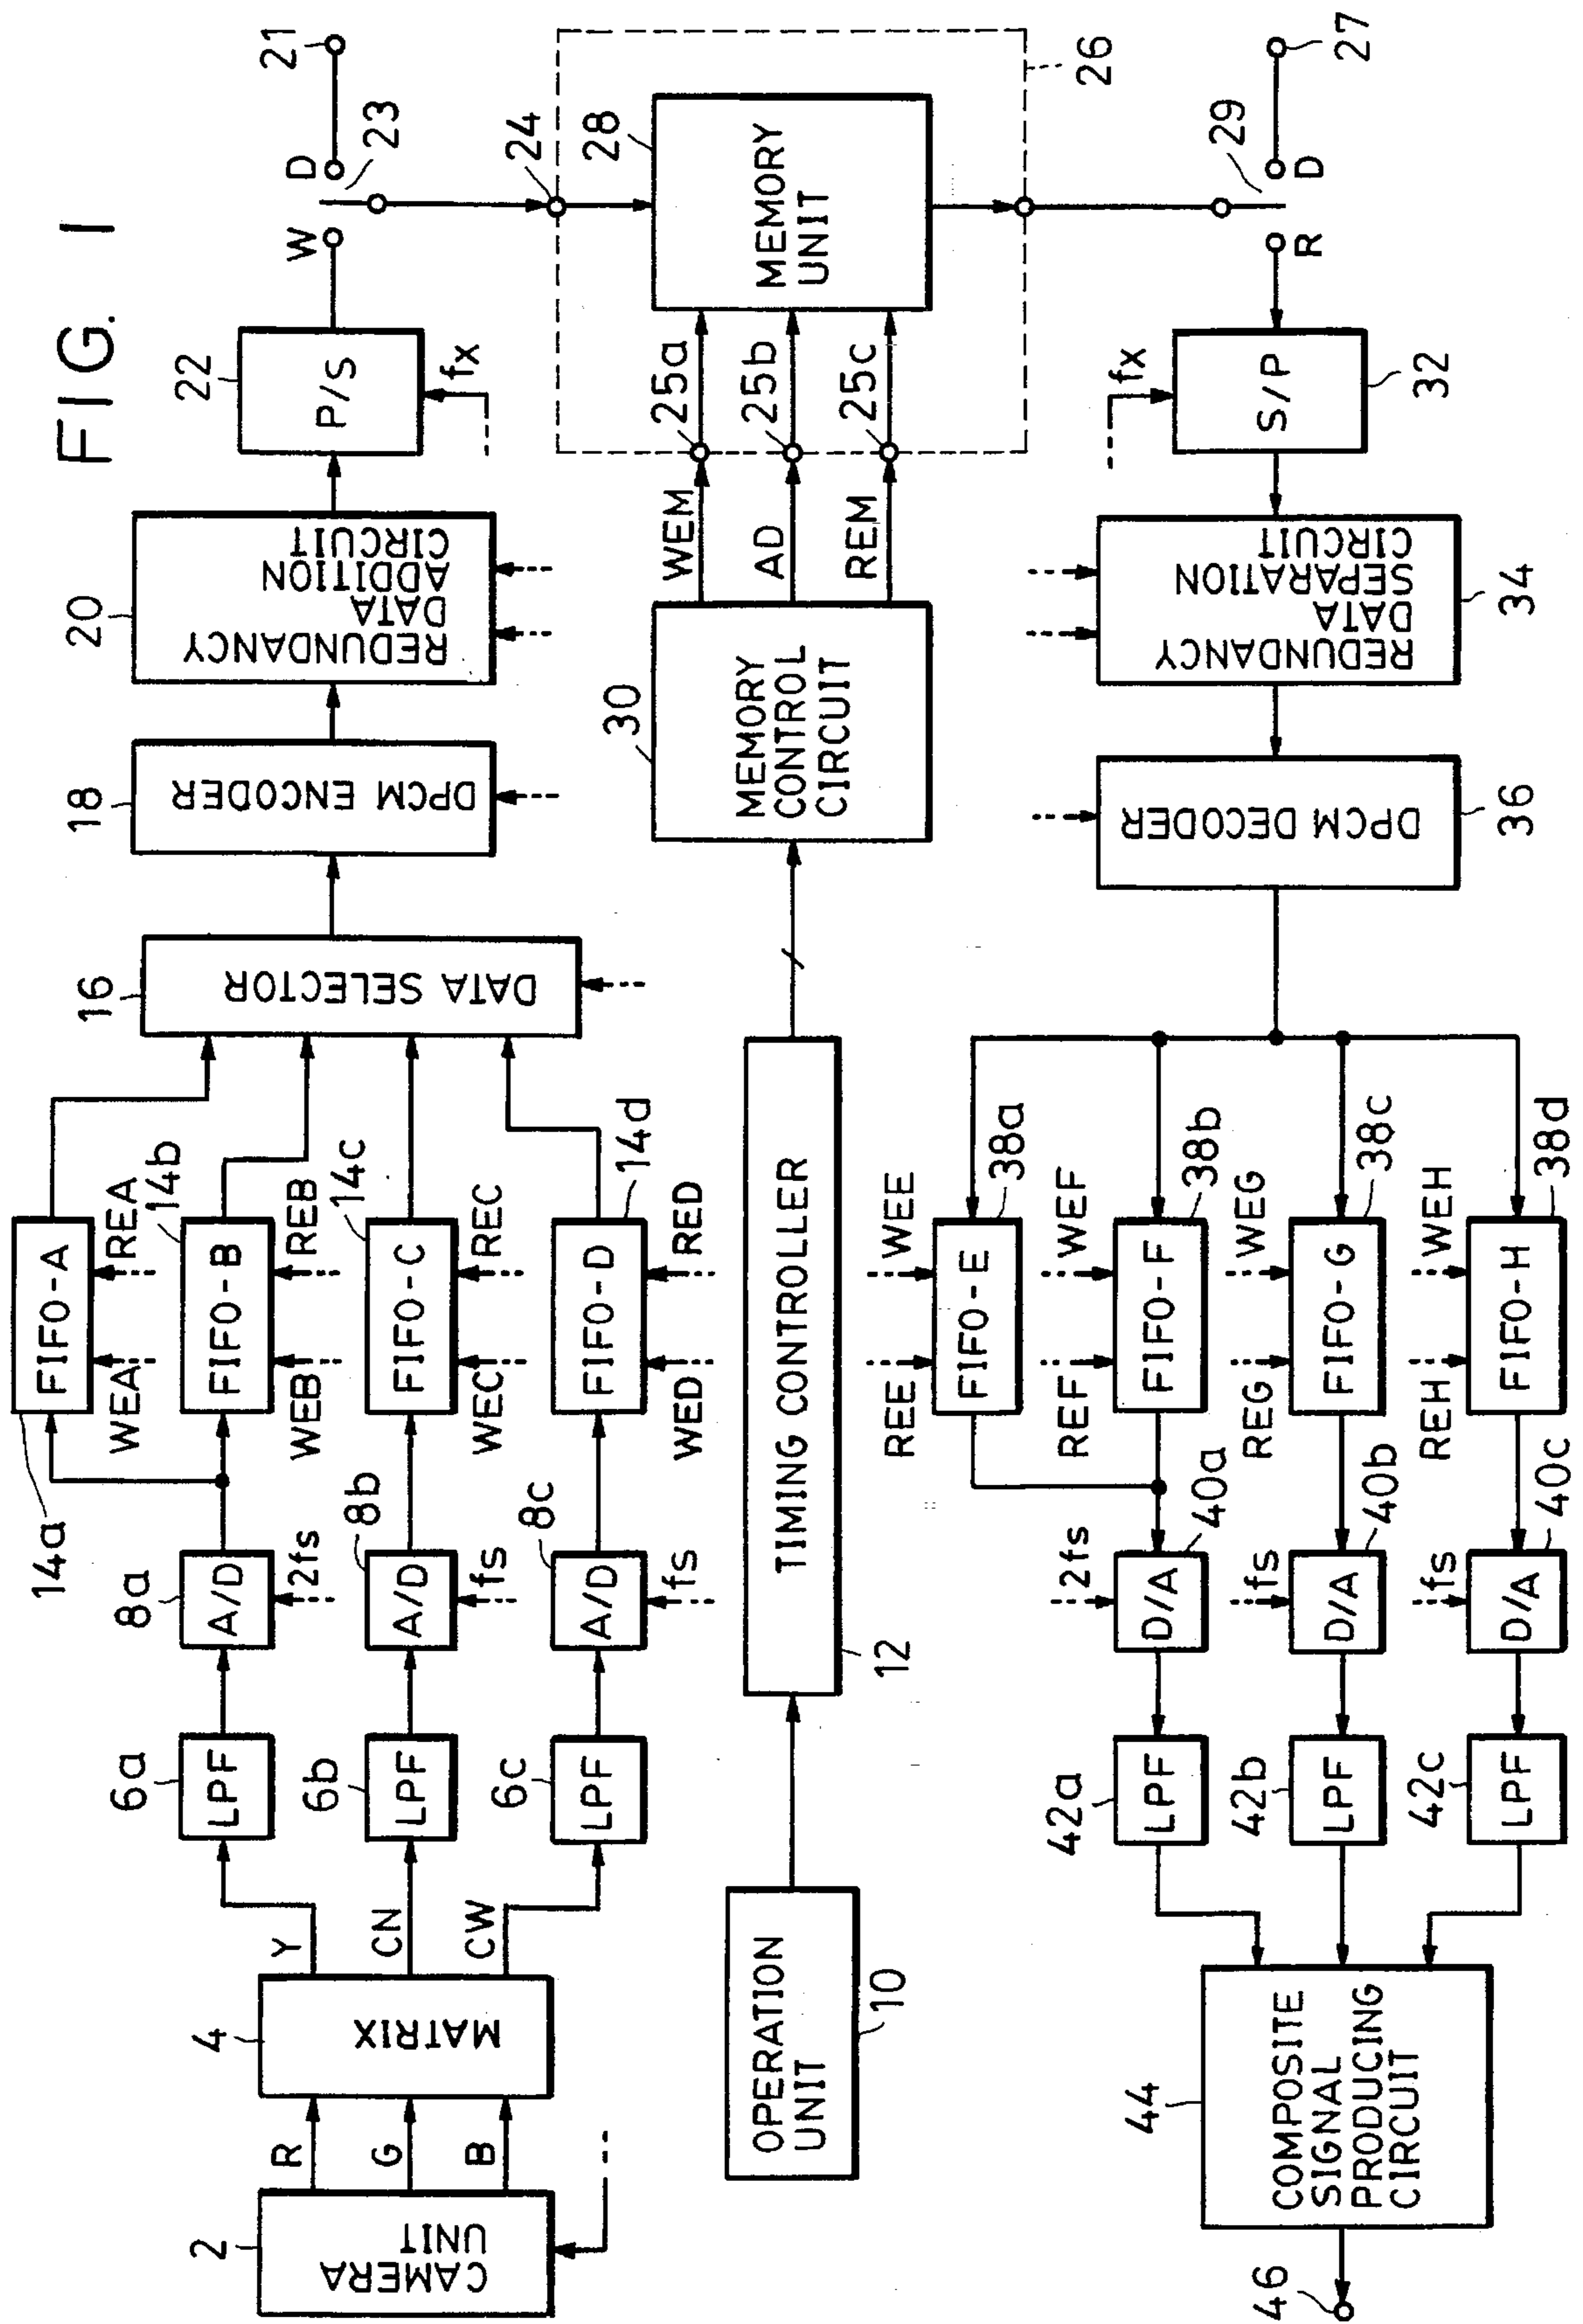 FIG. 1
2
CAMERA
UNIT
R
G
B
4
MATRIX
Y
CN
CW
6a
LPF
6b
LPF
6c
LPF
8a
A/D
2fs
8b
A/D
fs
8c
A/D
fs
14a
FIFO-A
WEA
REA
14b
FIFO-B
WEB
REB
14c
FIFO-C
WEC
REC
14d
FIFO-D
WED
RED
16
DATA SELECTOR
18
DPCM ENCODER
20
REDUNDANCY
DATA
ADDITION
CIRCUIT
22
P/S
fx
W
D
23
21
10
OPERATION
UNIT
12
TIMING CONTROLLER
30
MEMORY
CONTROL
CIRCUIT
WEM
AD
REM
25a
25b
25c
24
28
MEMORY
UNIT
26
29
R
D
27
32
S/P
fx
34
REDUNDANCY
DATA
SEPARATION
CIRCUIT
36
DPCM DECODER
38a
FIFO-E
REE
WEE
38b
FIFO-F
REF
WEF
38c
FIFO-G
REG
WEG
38d
FIFO-H
REH
WEH
40a
D/A
2fs
40b
D/A
fs
40c
D/A
fs
42a
LPF
42b
LPF
42c
LPF
44
COMPOSITE
SIGNAL
PRODUCING
CIRCUIT
46